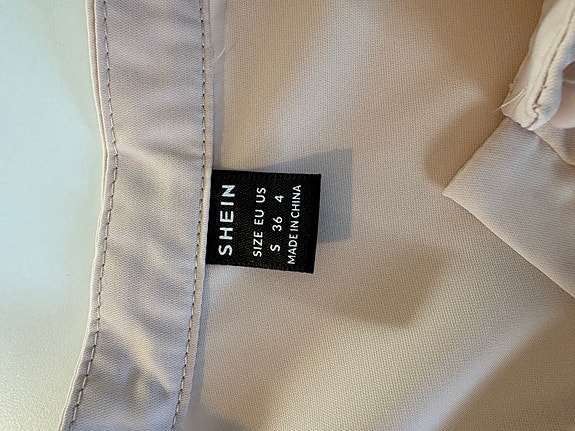 SHEIN
SIZE EU US
S 36 4
MADE IN CHINA